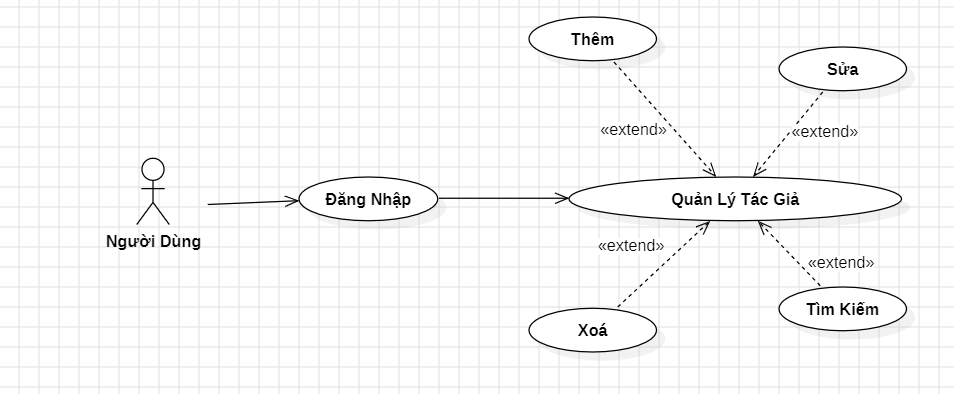 Thêm
Sửa
«extend»
«extend»
Người Dùng
Đăng Nhập
Quản Lý Tác Giả
«extend»
«extend»
Xoá
Tìm Kiếm